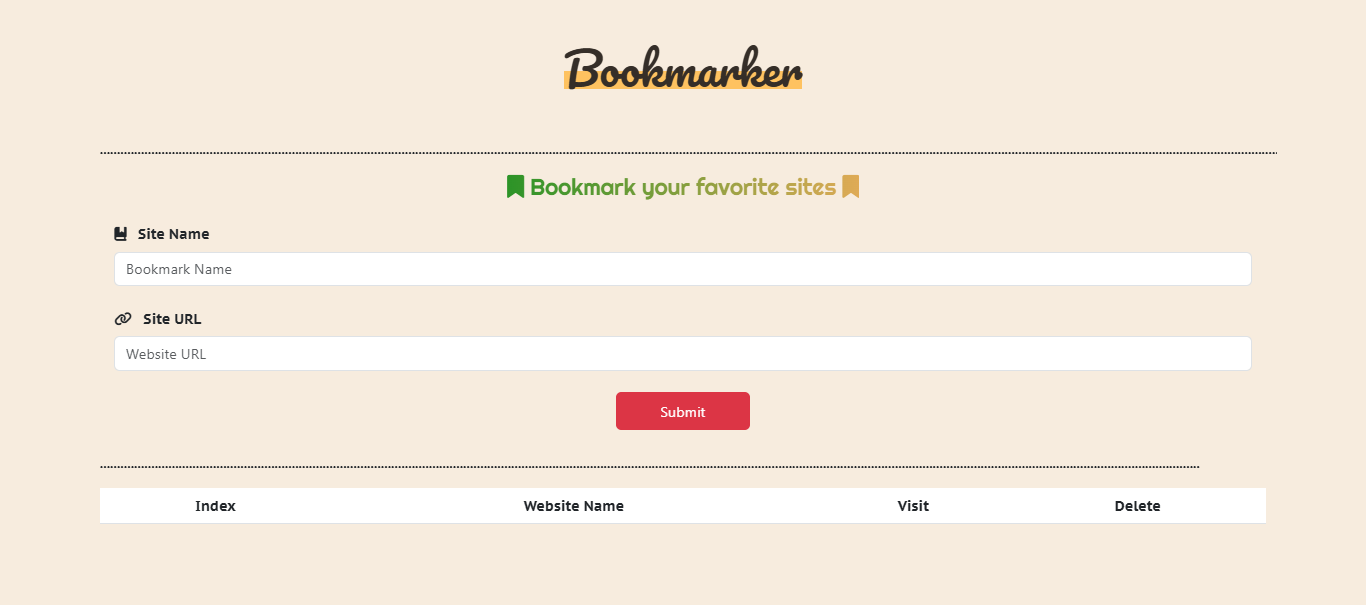 Bookmarker
Bookmark your favorite sites
Site Name
Bookmark Name
Site URL
Website URL
Submit
Index Website Name Visit Delete